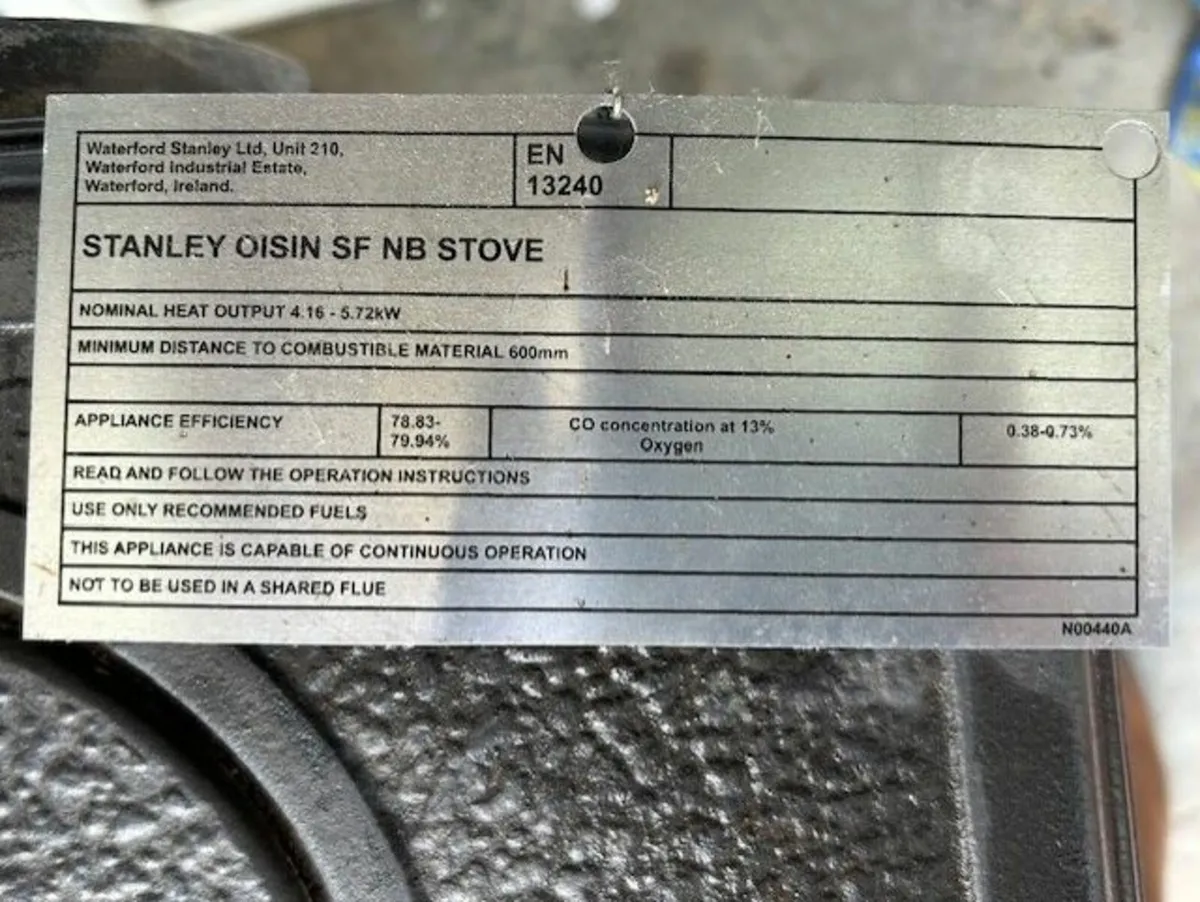 Waterford Stanley Ltd, Unit 210,
Waterford Industrial Estate,
Waterford, Ireland.
EN
13240
STANLEY OISIN SF NB STOVE
NOMINAL HEAT OUTPUT 4.16 - 5.72kW
MINIMUM DISTANCE TO COMBUSTIBLE MATERIAL 600mm
APPLIANCE EFFICIENCY
78.83-
79.94%
CO concentration at 13%
Oxygen
0.38-0.73%
READ AND FOLLOW THE OPERATION INSTRUCTIONS
USE ONLY RECOMMENDED FUELS
THIS APPLIANCE IS CAPABLE OF CONTINUOUS OPERATION
NOT TO BE USED IN A SHARED FLUE
N00440A